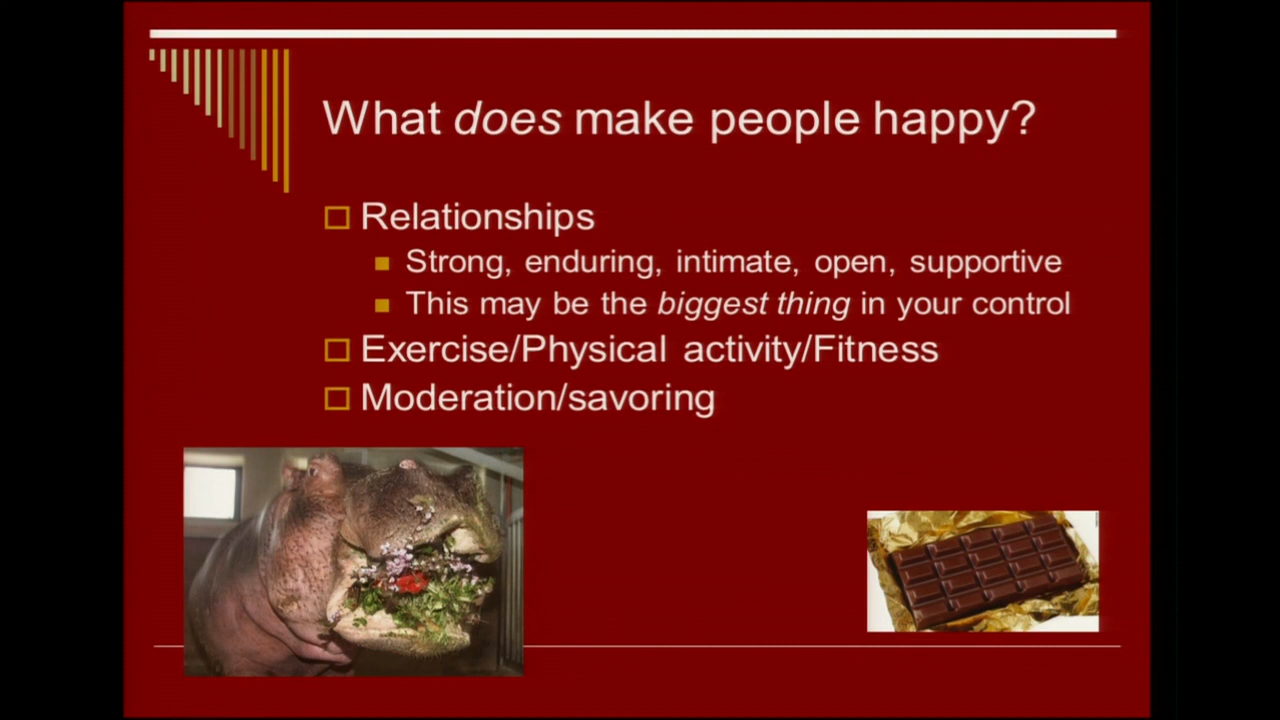 What does make people happy?
Relationships
Strong, enduring, intimate, open, supportive
This may be the biggest thing in your control
Exercise/Physical activity/Fitness
Moderation/savoring